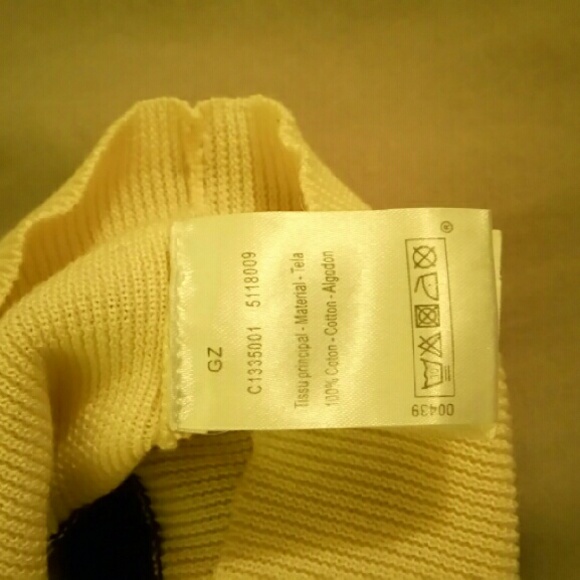 GZ
C1335001 5118009
Tissu principal - Material - Tela
100% Coton - Cotton - Algodon
®
00439